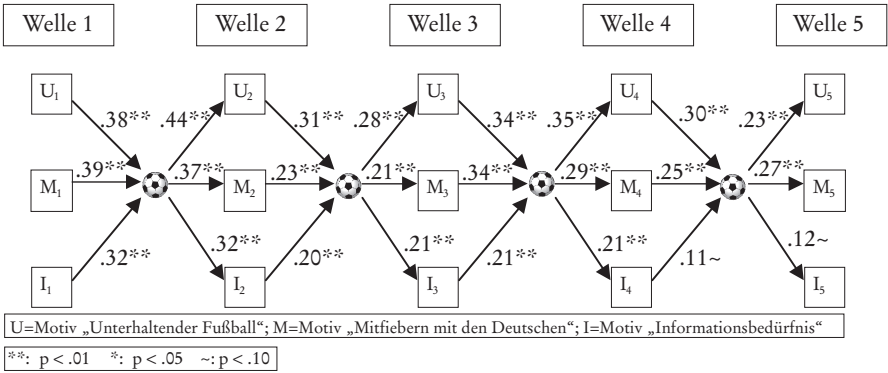 Welle 1 Welle 2 Welle 3 Welle 4 Welle 5
U₁ U₂ U₃ U₄ U₅
.38** .44** .31** .28** .34** .35** .30** .23**
.39** .37** .23** .21** .34** .29** .25** .27**
M₁ M₂ M₃ M₄ M₅
.32** .32** .20** .21** .21** .21** .11~ .12~
I₁ I₂ I₃ I₄ I₅
U=Motiv „Unterhaltender Fußball“; M=Motiv „Mitfiebern mit den Deutschen“; I=Motiv „Informationsbedürfnis“
**: p < .01 *: p < .05 ~: p < .10